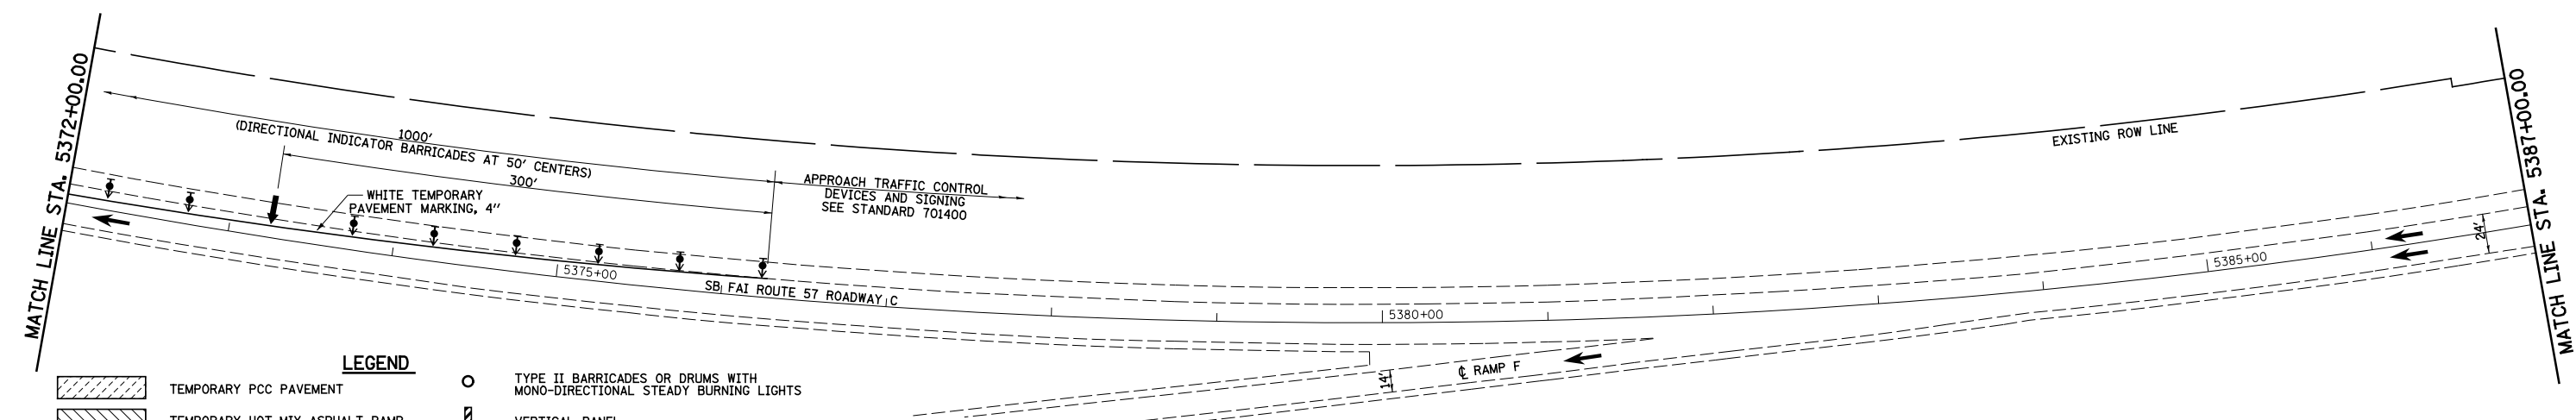 MATCH LINE STA. 5372+00.00
1000'
(DIRECTIONAL INDICATOR BARRICADES AT 50' CENTERS)
300'
WHITE TEMPORARY
PAVEMENT MARKING, 4"
APPROACH TRAFFIC CONTROL
DEVICES AND SIGNING
SEE STANDARD 701400
EXISTING ROW LINE
MATCH LINE STA. 5387+00.00
24'
5375+00
SB FAI ROUTE 57 ROADWAY C
5380+00
5385+00
14'
℄ RAMP F
LEGEND
TEMPORARY PCC PAVEMENT
TYPE II BARRICADES OR DRUMS WITH
MONO-DIRECTIONAL STEADY BURNING LIGHTS
TEMPORARY HOT MIX ASPHALT RAMP
VERTICAL PANEL